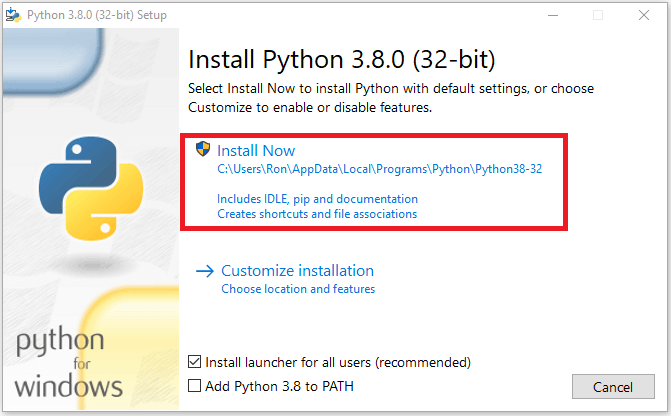 Python 3.8.0 (32-bit) Setup
Install Python 3.8.0 (32-bit)
Select Install Now to install Python with default settings, or choose
Customize to enable or disable features.
Install Now
C:\Users\Ron\AppData\Local\Programs\Python\Python38-32
Includes IDLE, pip and documentation
Creates shortcuts and file associations
Customize installation
Choose location and features
python
for
windows
Install launcher for all users (recommended)
Add Python 3.8 to PATH
Cancel